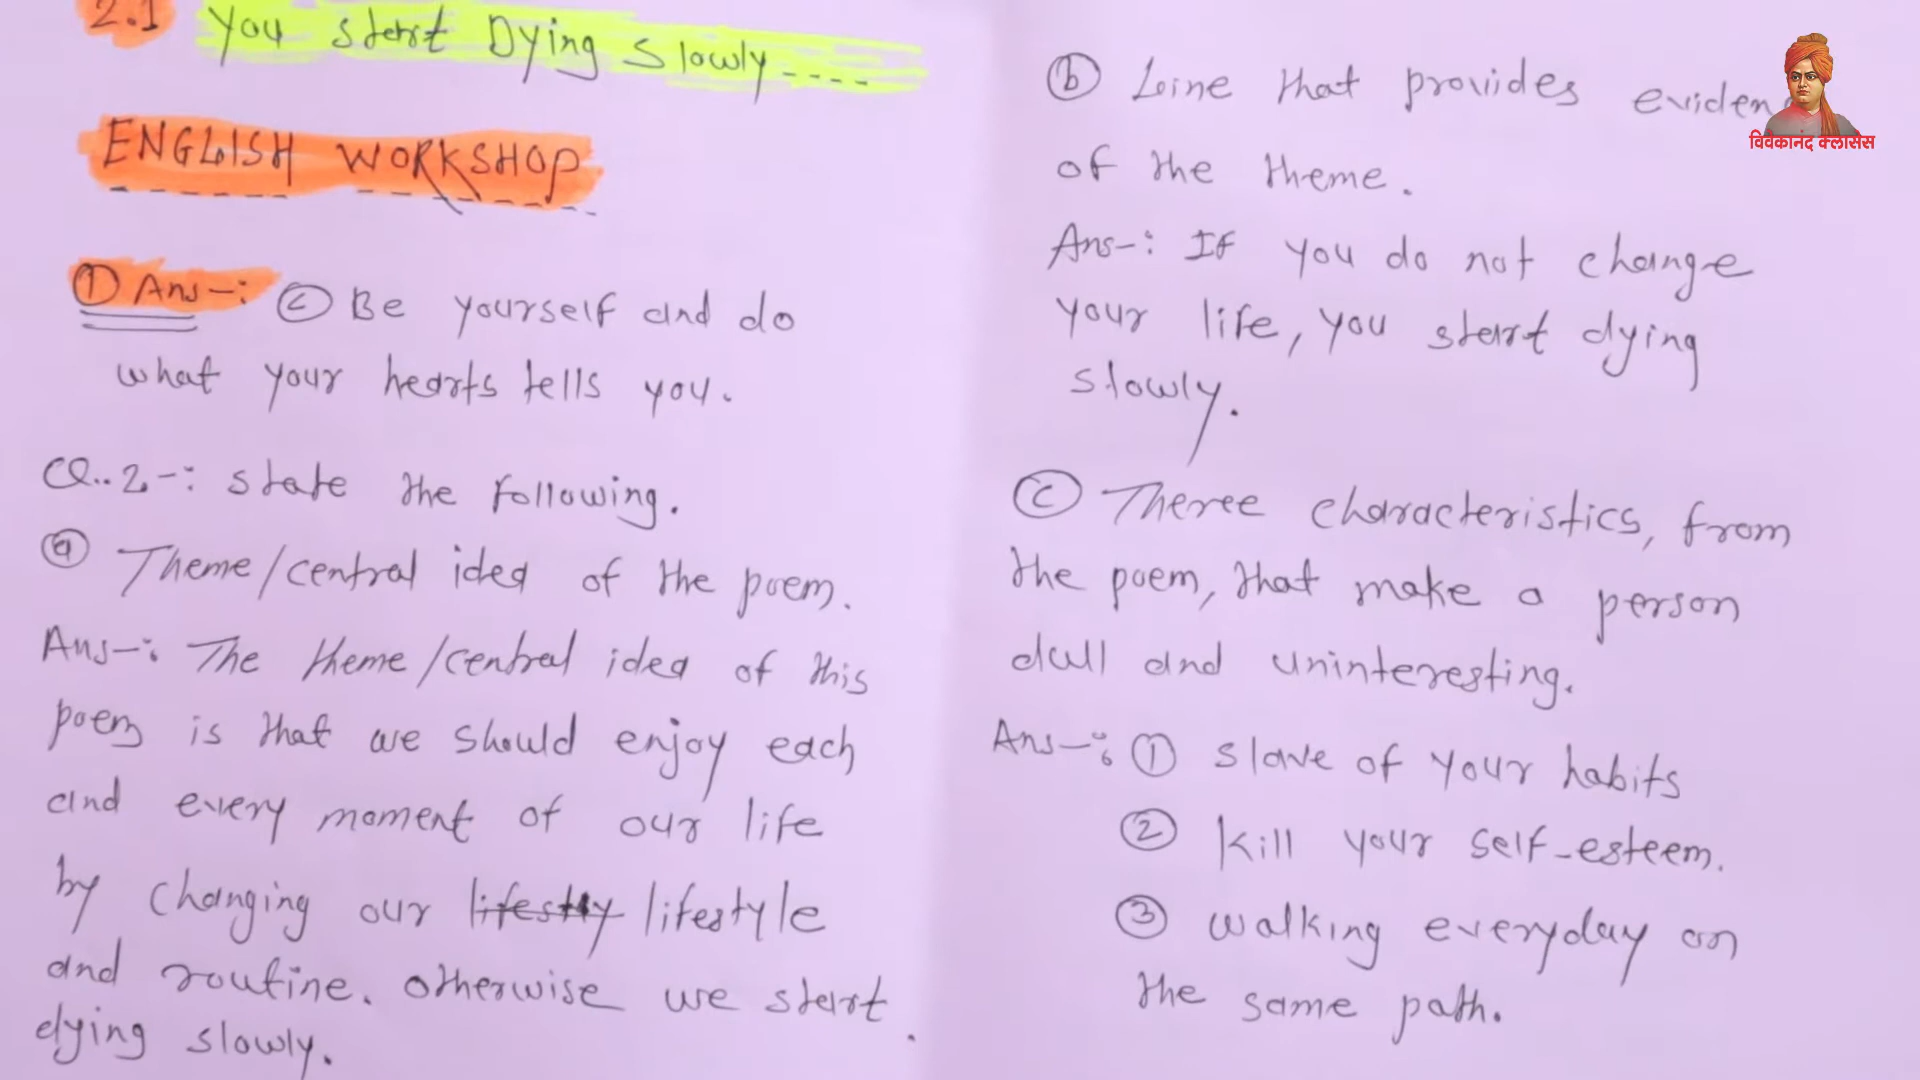 2.1 You start Dying Slowly----
ENGLISH WORKSHOP
① Ans-: ⓒ Be yourself and do
what your hearts tells you.
Q..2-: State the following.
ⓐ Theme/central idea of the poem.
Ans-: The theme/central idea of this
poem is that we should enjoy each
and every moment of our life
by changing our lifestly lifestyle
and routine. otherwise we start
dying slowly.
ⓑ Line that provides eviden
of the theme.
Ans-: If you do not change
your life, you start dying
slowly.
ⓒ Theree characteristics, from
the poem, that make a person
dull and uninteresting.
Ans-: ① slave of your habits
② Kill your self-esteem.
③ walking everyday on
the same path.
विवेकानंद क्लासेस